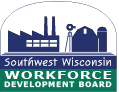 Southwest Wisconsin
WORKFORCE
DEVELOPMENT BOARD